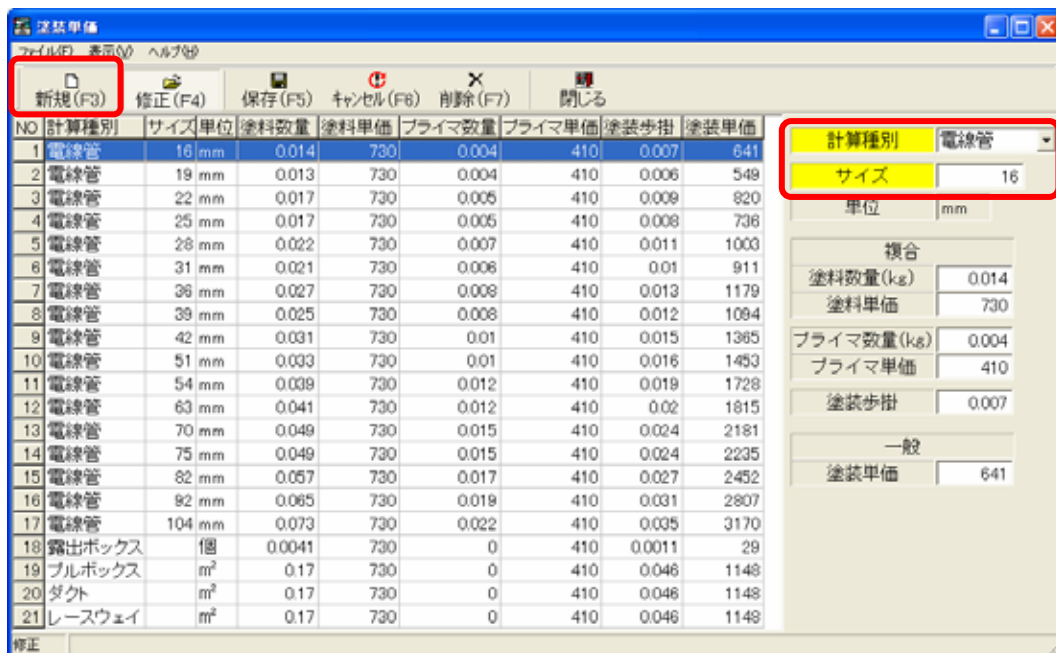 塗装単価
ファイル(F) 表示(V) ヘルプ(H)
新規(F3) 修正(F4) 保存(F5) キャンセル(F6) 削除(F7) 閉じる
NO 計算種別 サイズ 単位 塗料数量 塗料単価 プライマ数量 プライマ単価 塗装歩掛 塗装単価
1 電線管 16 mm 0.014 730 0.004 410 0.007 641
2 電線管 19 mm 0.013 730 0.004 410 0.006 549
3 電線管 22 mm 0.017 730 0.005 410 0.009 820
4 電線管 25 mm 0.017 730 0.005 410 0.008 736
5 電線管 28 mm 0.022 730 0.007 410 0.011 1003
6 電線管 31 mm 0.021 730 0.006 410 0.01 911
7 電線管 36 mm 0.027 730 0.008 410 0.013 1179
8 電線管 39 mm 0.025 730 0.008 410 0.012 1094
9 電線管 42 mm 0.031 730 0.01 410 0.015 1365
10 電線管 51 mm 0.033 730 0.01 410 0.016 1453
11 電線管 54 mm 0.039 730 0.012 410 0.019 1728
12 電線管 63 mm 0.041 730 0.012 410 0.02 1815
13 電線管 70 mm 0.049 730 0.015 410 0.024 2181
14 電線管 75 mm 0.049 730 0.015 410 0.024 2235
15 電線管 82 mm 0.057 730 0.017 410 0.027 2452
16 電線管 92 mm 0.065 730 0.019 410 0.031 2807
17 電線管 104 mm 0.073 730 0.022 410 0.035 3170
18 露出ボックス 個 0.0041 730 0 410 0.0011 29
19 プルボックス m² 0.17 730 0 410 0.046 1148
20 ダクト m² 0.17 730 0 410 0.046 1148
21 レースウェイ m² 0.17 730 0 410 0.046 1148
計算種別 電線管
サイズ 16
単位 mm
複合
塗料数量(kg) 0.014
塗料単価 730
プライマ数量(kg) 0.004
プライマ単価 410
塗装歩掛 0.007
一般
塗装単価 641
修正